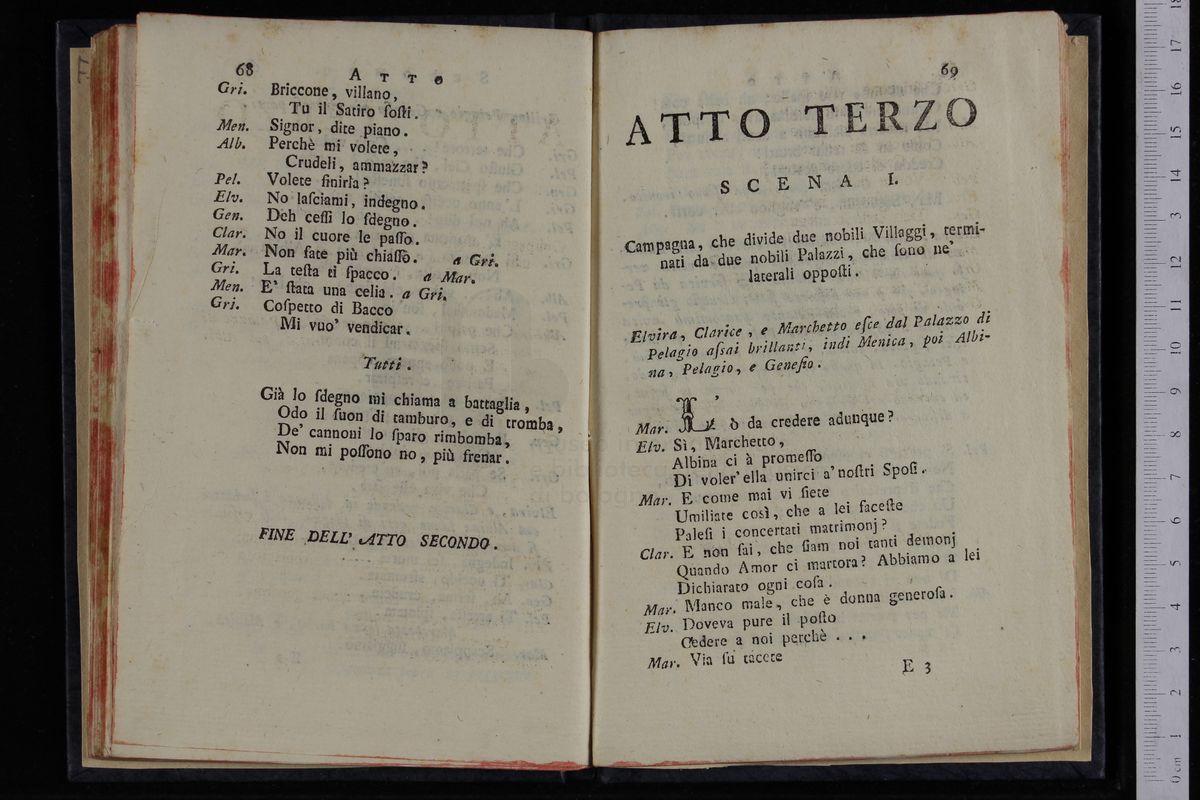 68 ATTO
Gri. Briccone, villano,
Tu il Satiro foſti.
Men. Signor, dite piano.
Alb. Perchè mi volete,
Crudeli, ammazzar?
Pel. Volete finirla?
Elv. No laſciami, indegno.
Gen. Deh ceſſi lo ſdegno.
Clar. No il cuore le paſſo.
Mar. Non fate più chiaſſo. a Gri.
Gri. La teſta ti ſpacco. a Mar.
Men. E' ſtata una celia. a Gri.
Gri. Coſpetto di Bacco
Mi vuo' vendicar.
Tutti.
Già lo ſdegno mi chiama a battaglia,
Odo il ſuon di tamburo, e di tromba,
De' cannoni lo ſparo rimbomba,
Non mi poſſono no, più frenar.
FINE DELL' ATTO SECONDO.
69
ATTO TERZO
SCENA I.
Campagna, che divide due nobili Villaggi, termi-
nati da due nobili Palazzi, che ſono ne'
laterali oppoſti.
Elvira, Clarice, e Marchetto eſce dal Palazzo di
Pelagio aſsai brillanti, indi Menica, poi Albi-
na, Pelagio, e Geneſio.
Mar. L' ò da credere adunque?
Elv. Sì, Marchetto,
Albina ci à promeſſo
Di voler' ella unirci a' noſtri Spoſi.
Mar. E come mai vi ſiete
Umiliate così, che a lei faceſte
Paleſi i concertati matrimonj?
Clar. E non ſai, che ſiam noi tanti demonj
Quando Amor ci martora? Abbiamo a lei
Dichiarato ogni coſa.
Mar. Manco male, che è donna generoſa.
Elv. Doveva pure il poſto
Cedere a noi perchè . . .
Mar. Via ſu tacete
E 3